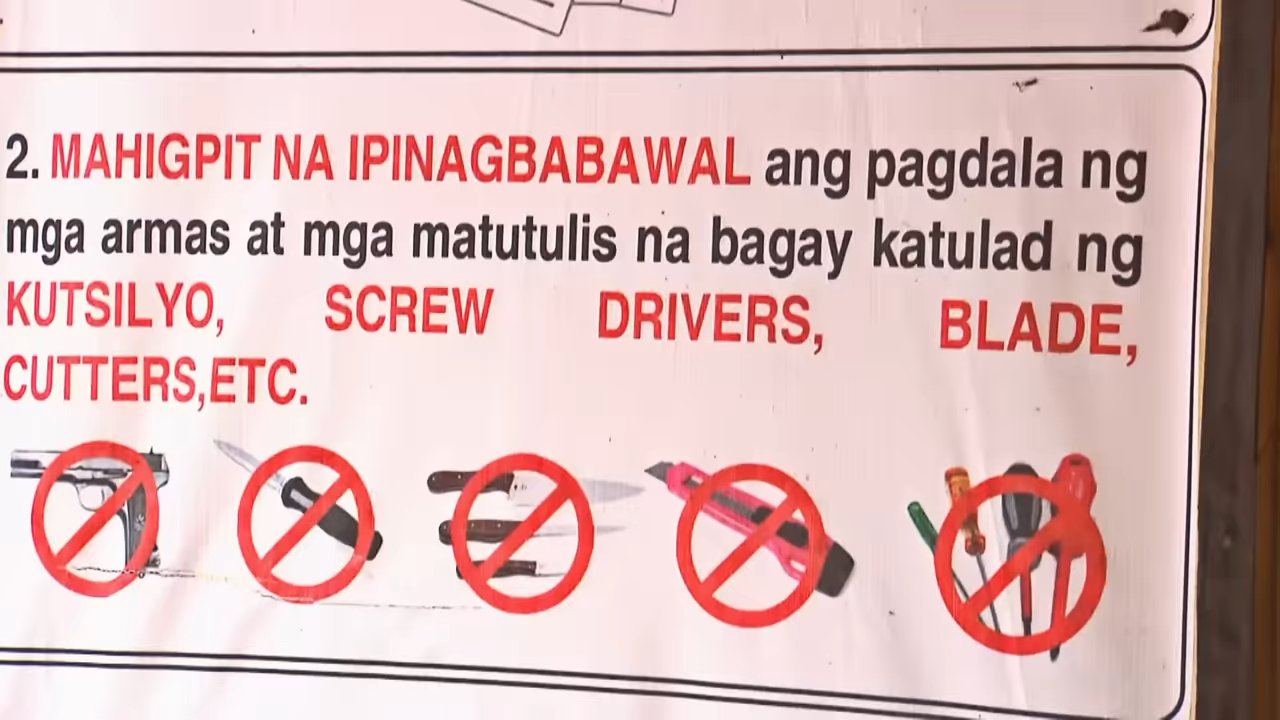 2. MAHIGPIT NA IPINAGBABAWAL ang pagdala ng
mga armas at mga matutulis na bagay katulad ng
KUTSILYO, SCREW DRIVERS, BLADE,
CUTTERS,ETC.